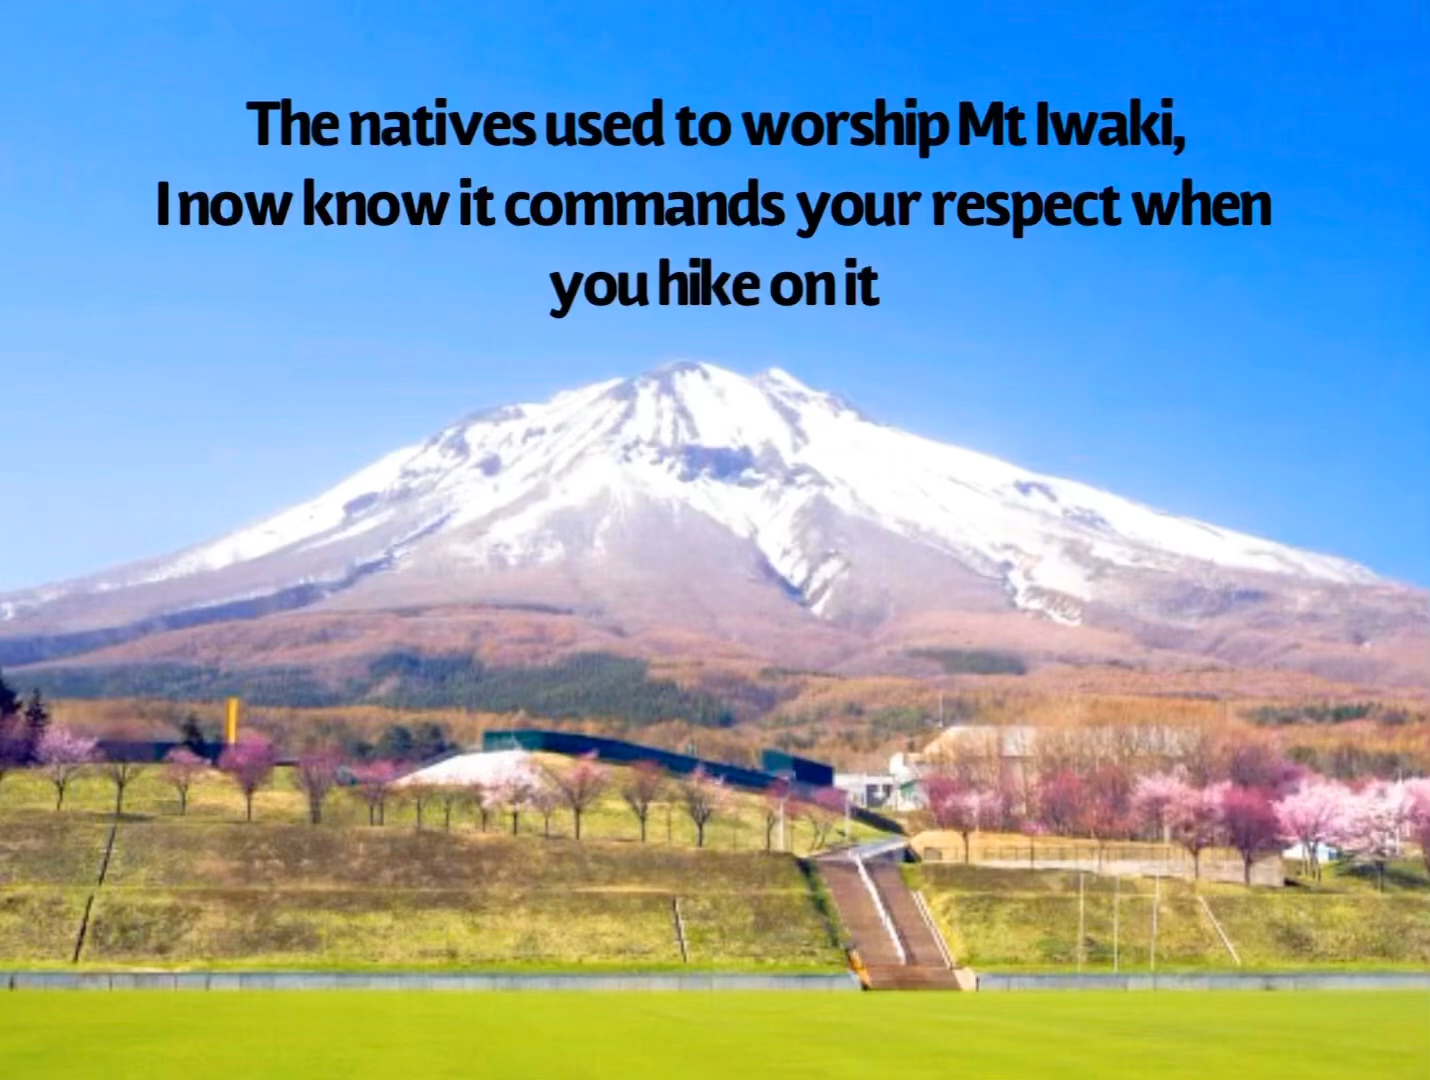 The natives used to worship Mt Iwaki,
I now know it commands your respect when
you hike on it